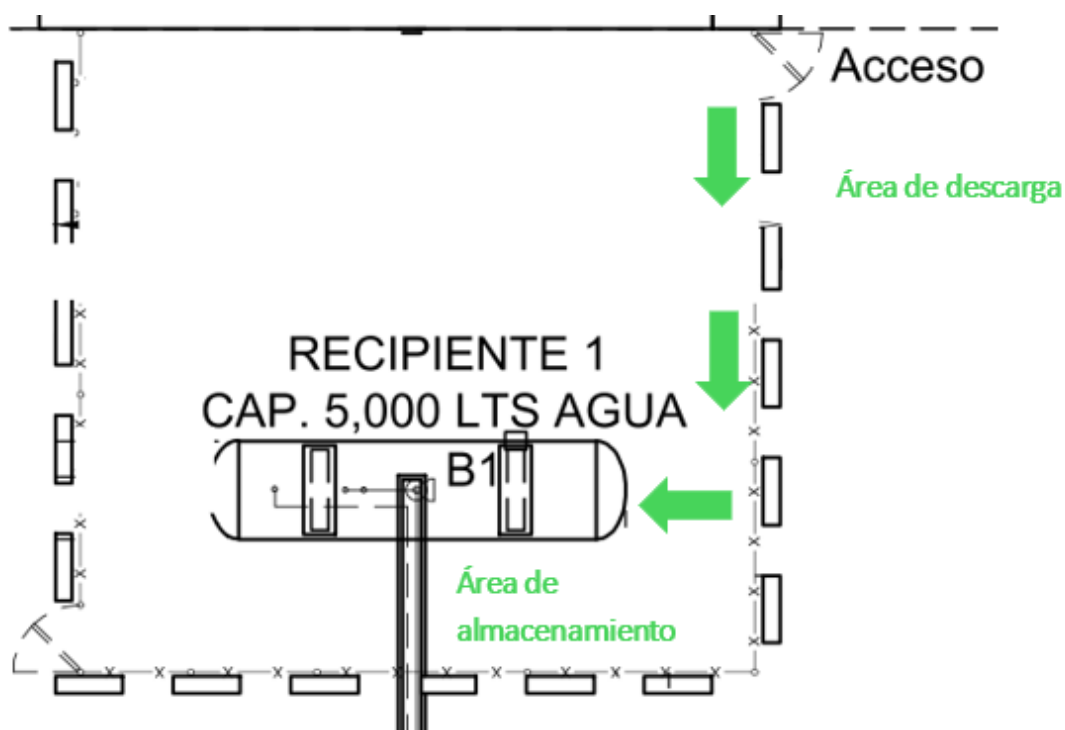 Acceso
Área de descarga
RECIPIENTE 1
CAP. 5,000 LTS AGUA
B1
Área de
almacenamiento